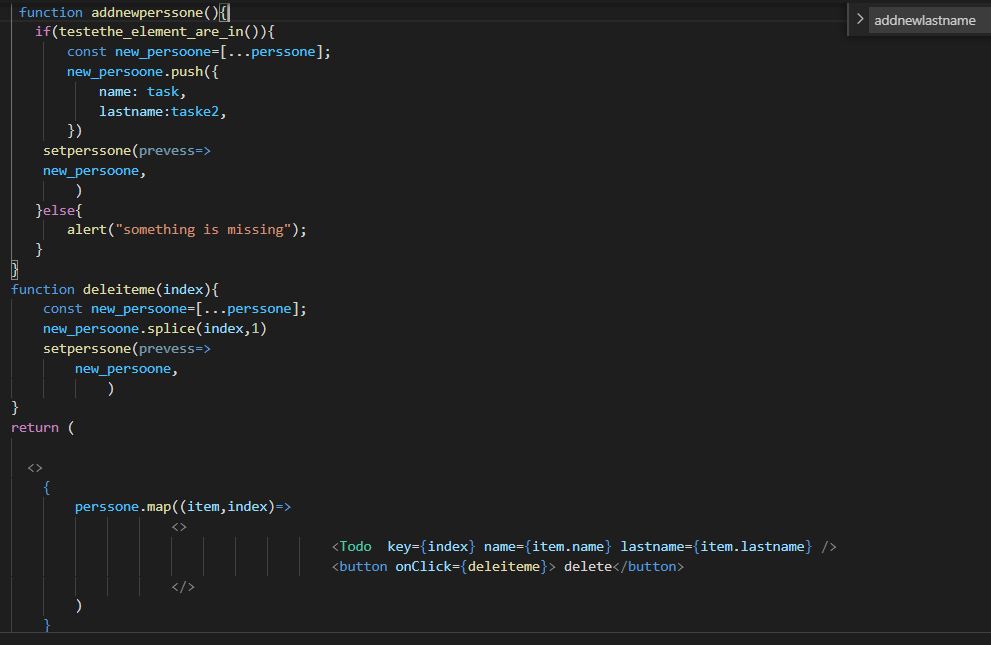 function addnewperssone(){
if(testethe_element_are_in()){
const new_persoone=[...perssone];
new_persoone.push({
name: task,
lastname:taske2,
})
setperssone(prevess=>
new_persoone,
)
}else{
alert("something is missing");
}
}
function deleiteme(index){
const new_persoone=[...perssone];
new_persoone.splice(index,1)
setperssone(prevess=>
new_persoone,
)
}
return (
<>
{
perssone.map((item,index)=>
<>
<Todo  key={index} name={item.name} lastname={item.lastname} />
<button onClick={deleiteme}> delete</button>
</>
)
}
addnewlastname